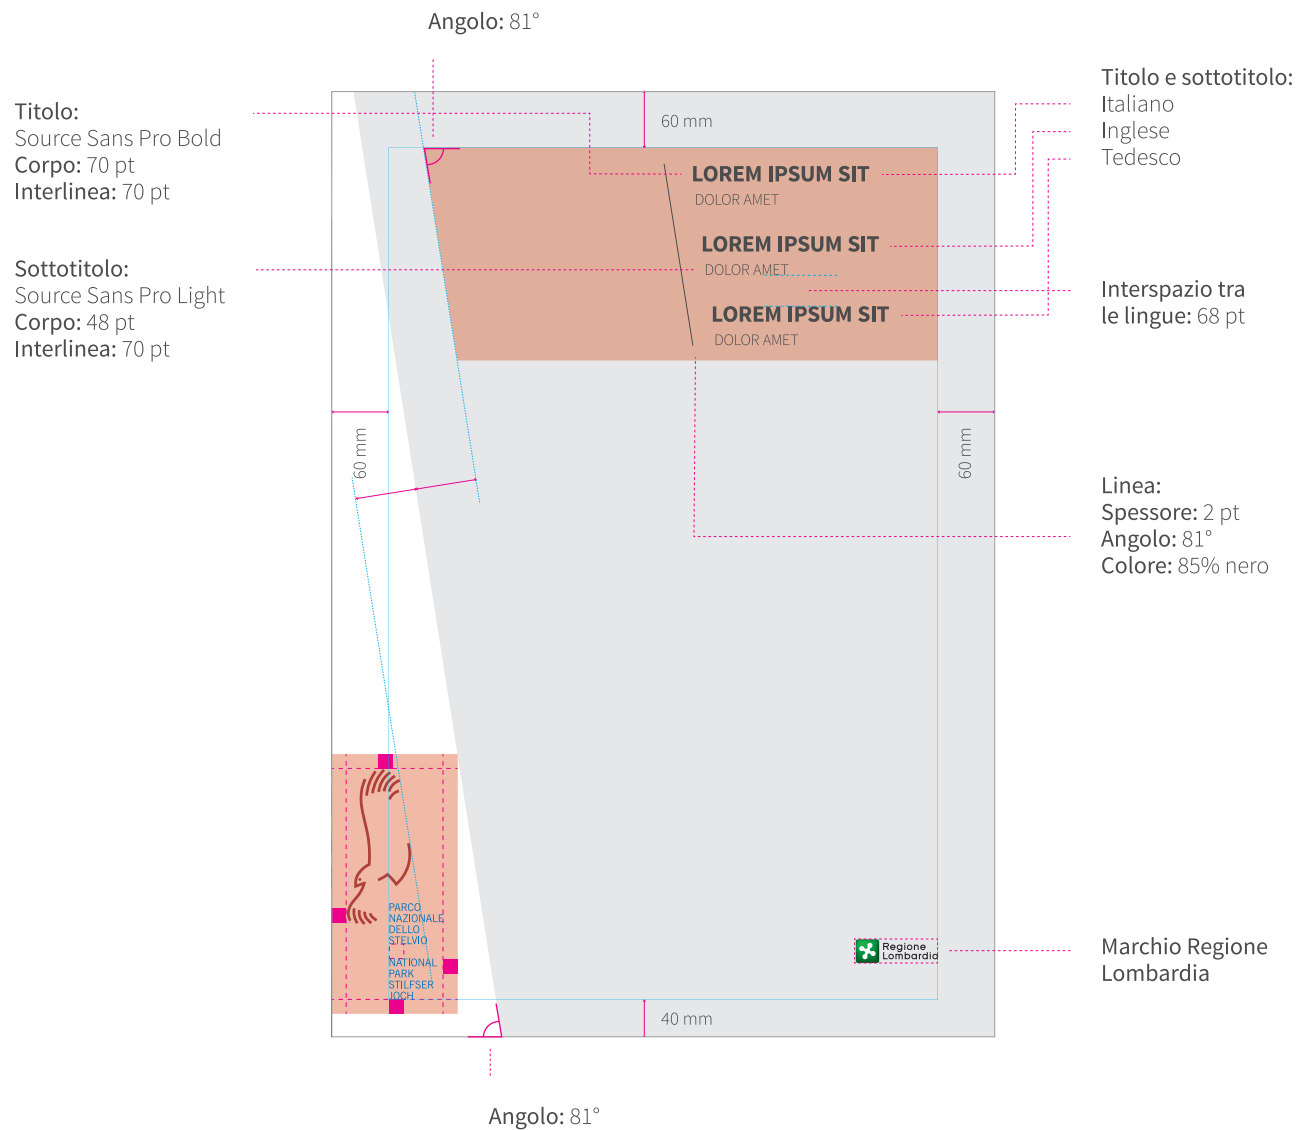 Angolo: 81°
Titolo:
Source Sans Pro Bold
Corpo: 70 pt
Interlinea: 70 pt
Sottotitolo:
Source Sans Pro Light
Corpo: 48 pt
Interlinea: 70 pt
60 mm
LOREM IPSUM SIT
DOLOR AMET
LOREM IPSUM SIT
DOLOR AMET
LOREM IPSUM SIT
DOLOR AMET
Titolo e sottotitolo:
Italiano
Inglese
Tedesco
Interspazio tra
le lingue: 68 pt
60 mm
60 mm
Linea:
Spessore: 2 pt
Angolo: 81°
Colore: 85% nero
PARCO
NAZIONALE
DELLO
STELVIO
NATIONAL
PARK
STILFSER
JOCH
Regione
Lombardia
Marchio Regione
Lombardia
40 mm
Angolo: 81°